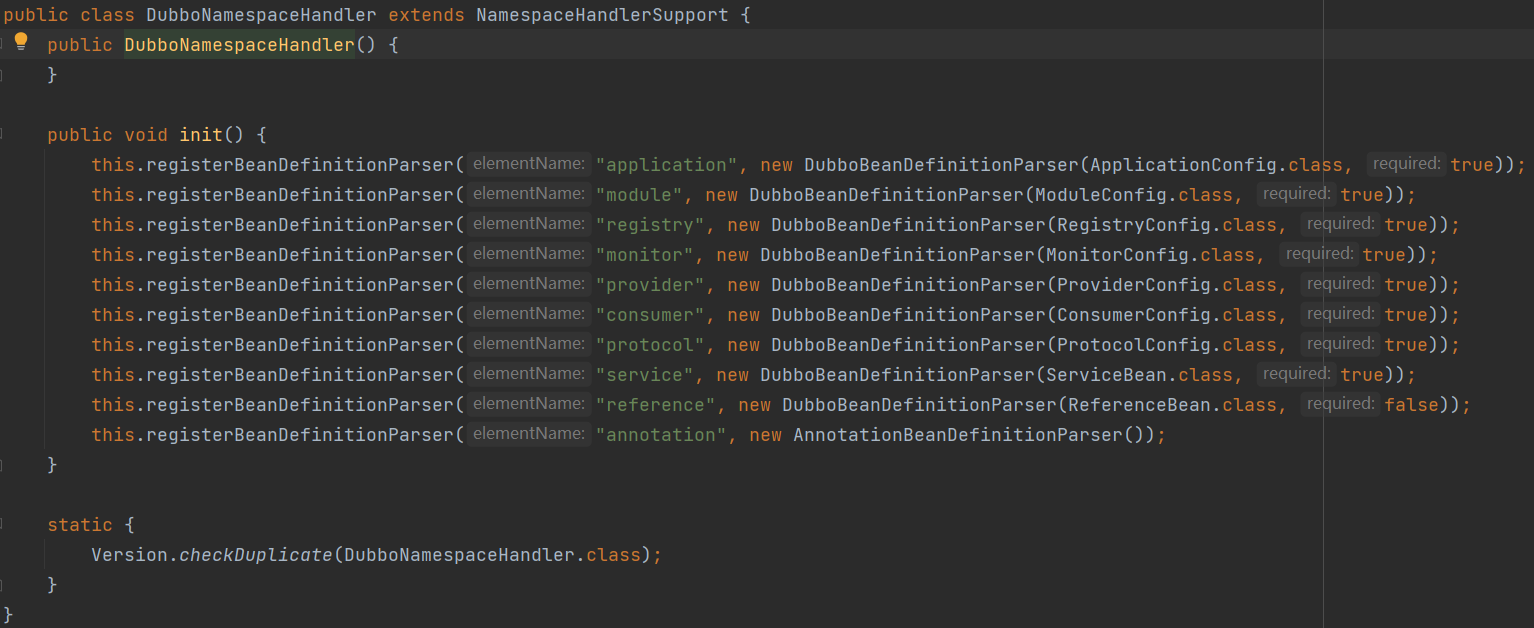 public class DubboNamespaceHandler extends NamespaceHandlerSupport {
    public DubboNamespaceHandler() {
    }

    public void init() {
        this.registerBeanDefinitionParser( elementName: "application", new DubboBeanDefinitionParser(ApplicationConfig.class, required: true));
        this.registerBeanDefinitionParser( elementName: "module", new DubboBeanDefinitionParser(ModuleConfig.class, required: true));
        this.registerBeanDefinitionParser( elementName: "registry", new DubboBeanDefinitionParser(RegistryConfig.class, required: true));
        this.registerBeanDefinitionParser( elementName: "monitor", new DubboBeanDefinitionParser(MonitorConfig.class, required: true));
        this.registerBeanDefinitionParser( elementName: "provider", new DubboBeanDefinitionParser(ProviderConfig.class, required: true));
        this.registerBeanDefinitionParser( elementName: "consumer", new DubboBeanDefinitionParser(ConsumerConfig.class, required: true));
        this.registerBeanDefinitionParser( elementName: "protocol", new DubboBeanDefinitionParser(ProtocolConfig.class, required: true));
        this.registerBeanDefinitionParser( elementName: "service", new DubboBeanDefinitionParser(ServiceBean.class, required: true));
        this.registerBeanDefinitionParser( elementName: "reference", new DubboBeanDefinitionParser(ReferenceBean.class, required: false));
        this.registerBeanDefinitionParser( elementName: "annotation", new AnnotationBeanDefinitionParser());
    }

    static {
        Version.checkDuplicate(DubboNamespaceHandler.class);
    }
}